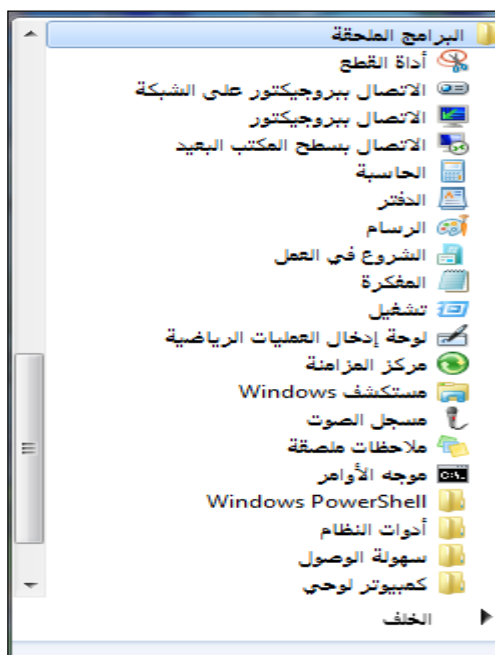 البرامج الملحقة
أداة القطع
الاتصال ببروجيكتور على الشبكة
الاتصال ببروجيكتور
الاتصال بسطح المكتب البعيد
الحاسبة
الدفتر
الرسام
الشروع في العمل
المفكرة
تشغيل
لوحة إدخال العمليات الرياضية
مركز المزامنة
مستكشف Windows
مسجل الصوت
ملاحظات ملصقة
موجه الأوامر
Windows PowerShell
أدوات النظام
سهولة الوصول
كمبيوتر لوحي
الخلف